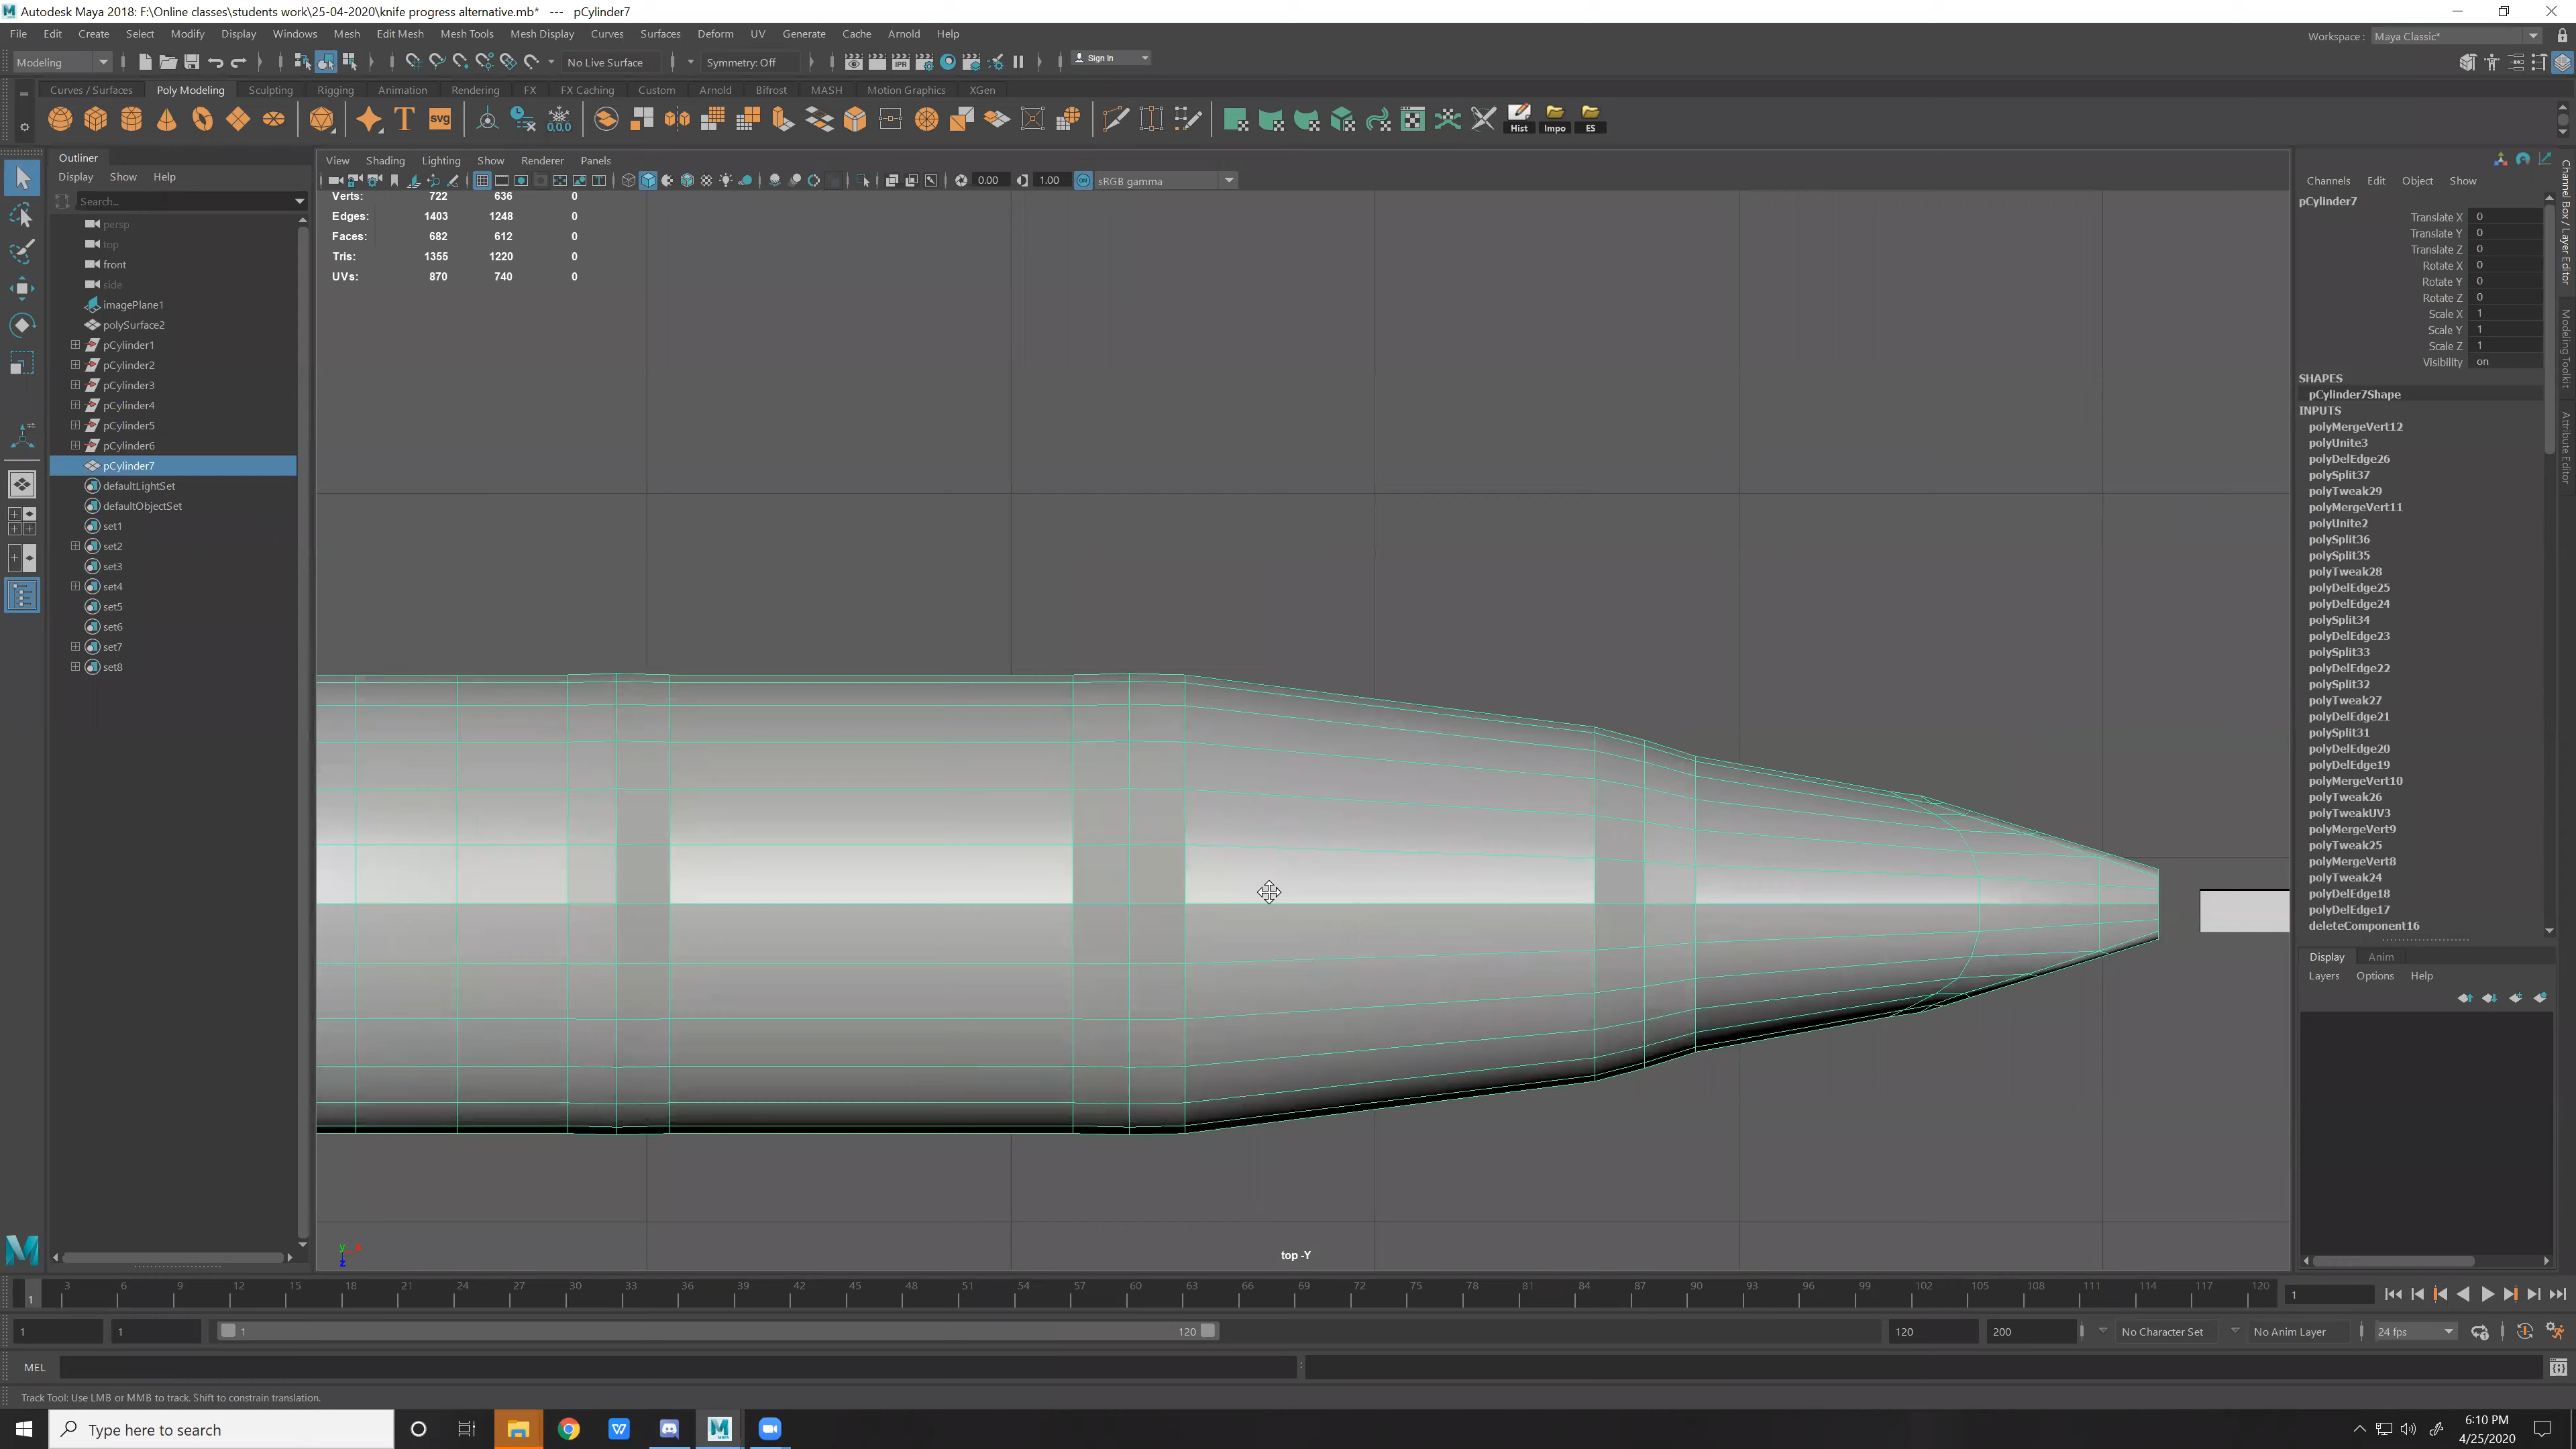 Autodesk Maya 2018: F:\Online classes\students work\25-04-2020\knife progress alternative.mb*   ---   pCylinder7
File Edit Create Select Modify Display Windows Mesh Edit Mesh Mesh Tools Mesh Display Curves Surfaces Deform UV Generate Cache Arnold Help
Workspace : Maya Classic*
Modeling No Live Surface Symmetry: Off Sign In
Curves / Surfaces Poly Modeling Sculpting Rigging Animation Rendering FX FX Caching Custom Arnold Bifrost MASH Motion Graphics XGen
T SVG 0,0,0 Hist Impo ES
Outliner
Display Show Help
Search...
persp
top
front
side
imagePlane1
polySurface2
pCylinder1
pCylinder2
pCylinder3
pCylinder4
pCylinder5
pCylinder6
pCylinder7
defaultLightSet
defaultObjectSet
set1
set2
set3
set4
set5
set6
set7
set8
View Shading Lighting Show Renderer Panels
0.00 1.00 sRGB gamma
Verts: 722 636 0
Edges: 1403 1248 0
Faces: 682 612 0
Tris: 1355 1220 0
UVs: 870 740 0
y x z
top -Y
Channels Edit Object Show
pCylinder7
Translate X 0
Translate Y 0
Translate Z 0
Rotate X 0
Rotate Y 0
Rotate Z 0
Scale X 1
Scale Y 1
Scale Z 1
Visibility on
SHAPES
pCylinder7Shape
INPUTS
polyMergeVert12
polyUnite3
polyDelEdge26
polySplit37
polyTweak29
polyMergeVert11
polyUnite2
polySplit36
polySplit35
polyTweak28
polyDelEdge25
polyDelEdge24
polySplit34
polyDelEdge23
polySplit33
polyDelEdge22
polySplit32
polyTweak27
polyDelEdge21
polySplit31
polyDelEdge20
polyDelEdge19
polyMergeVert10
polyTweak26
polyTweakUV3
polyMergeVert9
polyTweak25
polyMergeVert8
polyTweak24
polyDelEdge18
polyDelEdge17
deleteComponent16
Display Anim
Layers Options Help
Channel Box / Layer Editor
Modeling Toolkit
Attribute Editor
1 3 6 9 12 15 18 21 24 27 30 33 36 39 42 45 48 51 54 57 60 63 66 69 72 75 78 81 84 87 90 93 96 99 102 105 108 111 114 117 120 1
1 1 1 120 120 200 No Character Set No Anim Layer 24 fps
MEL
Track Tool: Use LMB or MMB to track. Shift to constrain translation.
Type here to search
6:10 PM
4/25/2020